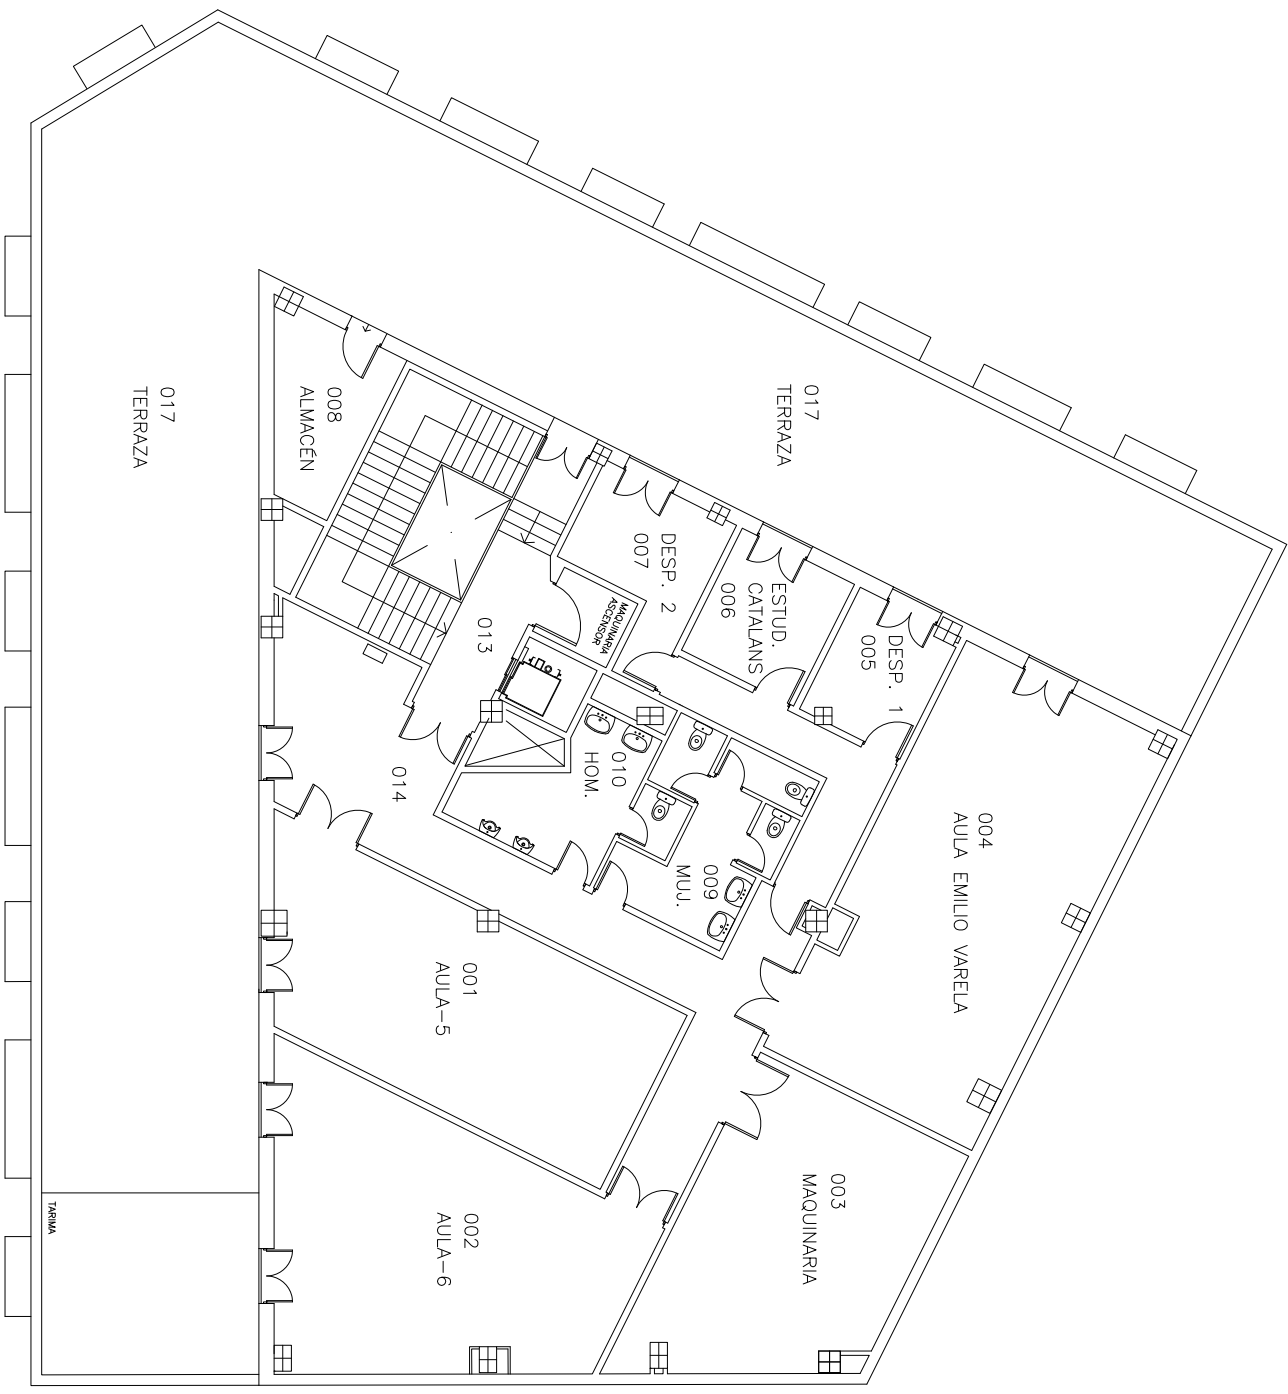 017
TERRAZA
017
TERRAZA
008
ALMACÉN
DESP. 2
007
ESTUD.
CATALANS
006
DESP. 1
005
MAQUINARIA
ASCENSOR
013
014
010
HOM.
009
MUJ.
004
AULA EMILIO VARELA
001
AULA-5
002
AULA-6
003
MAQUINARIA
TARIMA